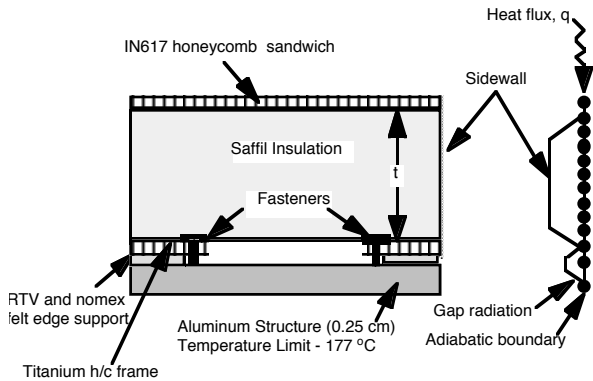 Heat flux, q
IN617 honeycomb sandwich
Sidewall
Saffil Insulation
t
Fasteners
RTV and nomex
felt edge support
Gap radiation
Aluminum Structure (0.25 cm)
Temperature Limit - 177 ºC
Adiabatic boundary
Titanium h/c frame